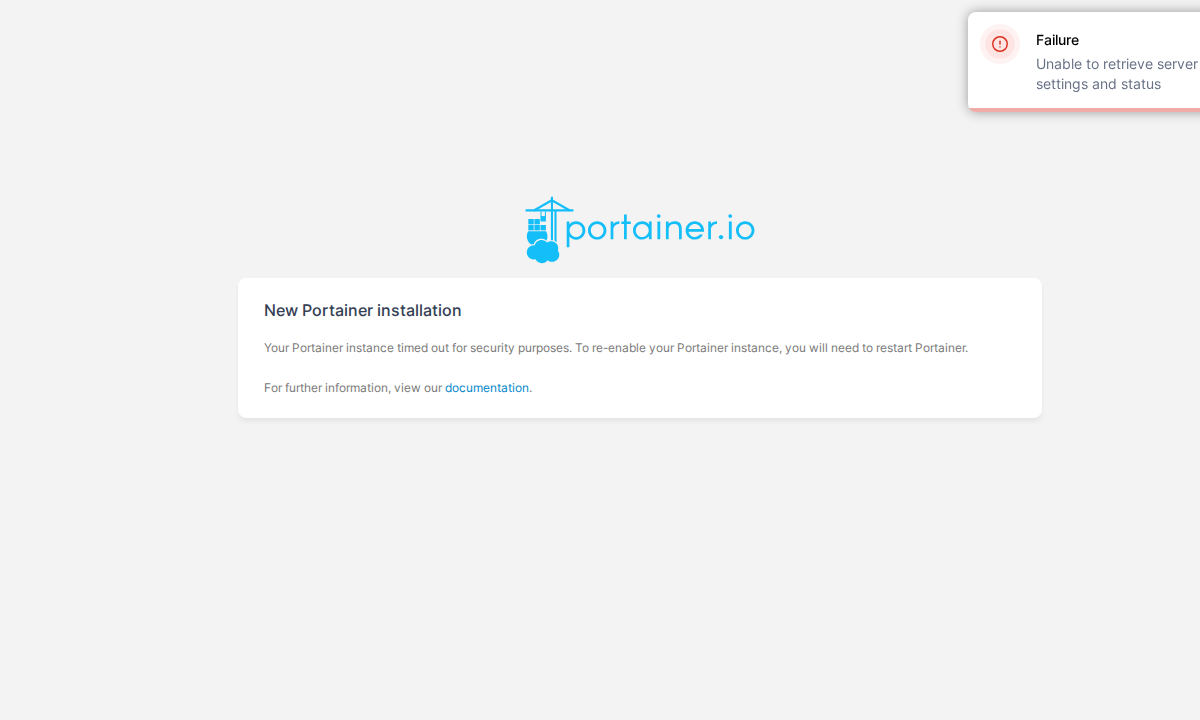 Failure
Unable to retrieve server
settings and status
portainer.io
New Portainer installation
Your Portainer instance timed out for security purposes. To re-enable your Portainer instance, you will need to restart Portainer.
For further information, view our documentation.